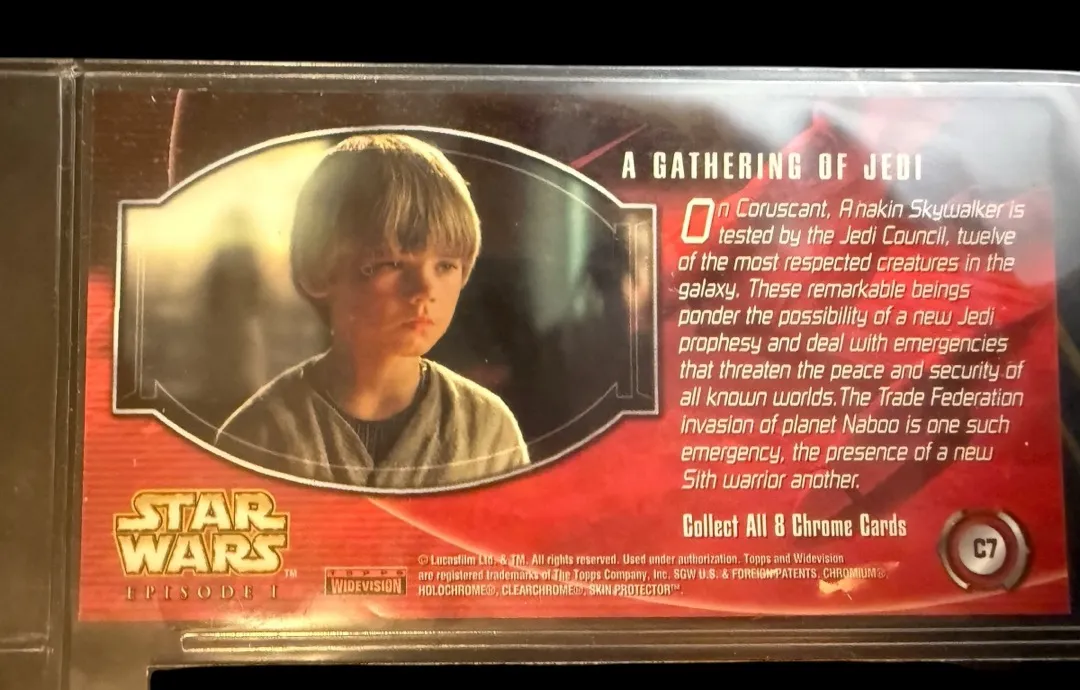 A GATHERING OF JEDI
On Coruscant, Anakin Skywalker is
tested by the Jedi Council, twelve
of the most respected creatures in the
galaxy. These remarkable beings
ponder the possibility of a new Jedi
prophesy and deal with emergencies
that threaten the peace and security of
all known worlds. The Trade Federation
invasion of planet Naboo is one such
emergency, the presence of a new
Sith warrior another.
Collect All 8 Chrome Cards
C7
STAR
WARS™
EPISODE I
TOPPS
WIDEVISION
© Lucasfilm Ltd. & TM. All rights reserved. Used under authorization. Topps and Widevision
are registered trademarks of The Topps Company, Inc. SGW U.S. & FOREIGN PATENTS, CHROMIUM®,
HOLOCHROME®, CLEARCHROME®, SKIN PROTECTOR™.